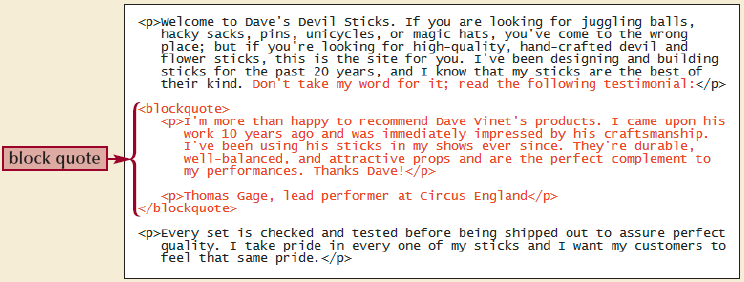 <p>Welcome to Dave's Devil Sticks. If you are looking for juggling balls,
hacky sacks, pins, unicycles, or magic hats, you've come to the wrong
place; but if you're looking for high-quality, hand-crafted devil and
flower sticks, this is the site for you. I've been designing and building
sticks for the past 20 years, and I know that my sticks are the best of
their kind. Don't take my word for it; read the following testimonial:</p>
<blockquote>
<p>I'm more than happy to recommend Dave Vinet's products. I came upon his
work 10 years ago and was immediately impressed by his craftsmanship.
I've been using his sticks in my shows ever since. They're durable,
well-balanced, and attractive props and are the perfect complement to
my performances. Thanks Dave!</p>
<p>Thomas Gage, lead performer at Circus England</p>
</blockquote>
block quote
<p>Every set is checked and tested before being shipped out to assure perfect
quality. I take pride in every one of my sticks and I want my customers to
feel that same pride.</p>